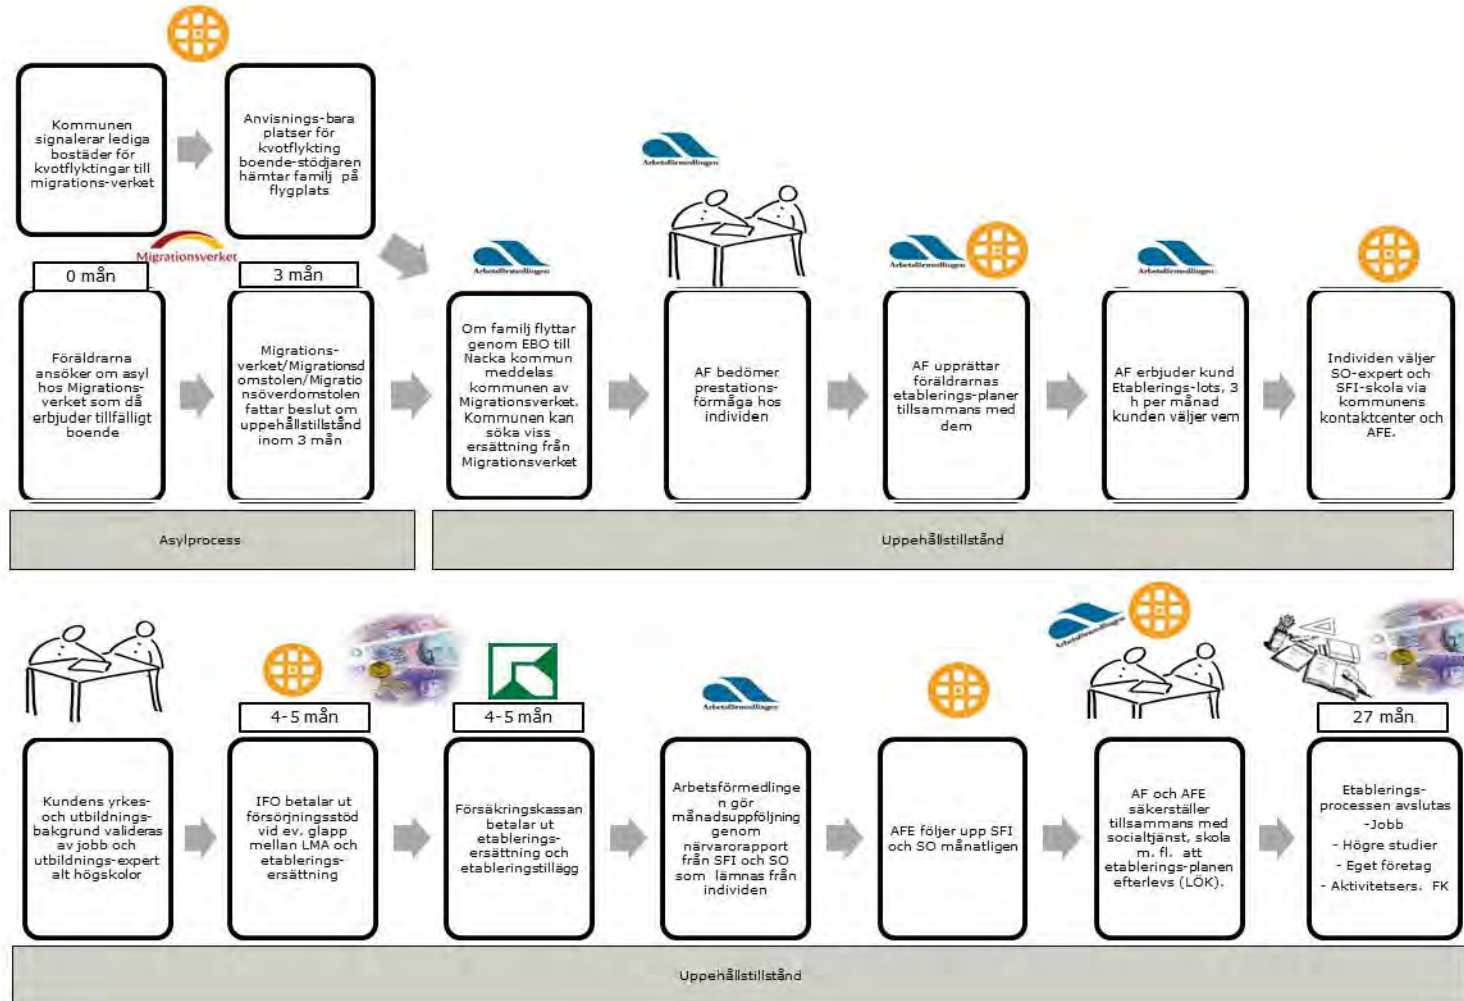 Kommunen
signalerar lediga
bostäder för
kvotflyktingar till
migrations-verket
Anvisnings-bara
platser för
kvotflykting
boende-stödjaren
hämtar familj på
flygplats
Migrationsverket
Arbetsförmedlingen
Arbetsförmedlingen
Arbetsförmedlingen
Arbetsförmedlingen
0 mån
Föräldrarna
ansöker om asyl
hos Migrations-
verket som då
erbjuder tillfälligt
boende
3 mån
Migrations-
verket/Migrationsd
omstolen/Migratio
nsöverdomstolen
fattar beslut om
uppehållstillstånd
inom 3 mån
Om familj flyttar
genom EBO till
Nacka kommun
meddelas
kommunen av
Migrationsverket.
Kommunen kan
söka viss
ersättning från
Migrationsverket
AF bedömer
prestations-
förmåga hos
individen
AF upprättar
föräldrarnas
etablerings-planer
tillsammans med
dem
AF erbjuder kund
Etablerings-lots, 3
h per månad
kunden väljer vem
Individen väljer
SO-expert och
SFI-skola via
kommunens
kontaktcenter och
AFE.
Asylprocess
Uppehållstillstånd
Kundens yrkes-
och utbildnings-
bakgrund valideras
av jobb och
utbildnings-expert
alt högskolor
4-5 mån
IFO betalar ut
försörjningsstöd
vid ev. glapp
mellan LMA och
etablerings-
ersättning
4-5 mån
Försäkringskassan
betalar ut
etablerings-
ersättning och
etableringstillägg
Arbetsförmedlingen
Arbetsförmedlinge
n gör
månadsuppföljning
genom
närvarorapport
från SFI och SO
som lämnas från
individen
AFE följer upp SFI
och SO månatligen
Arbetsförmedlingen
AF och AFE
säkerställer
tillsammans med
socialtjänst, skola
m. fl. att
etablerings-planen
efterlevs (LÖK).
27 mån
Etablerings-
processen avslutas
-Jobb
- Högre studier
- Eget företag
- Aktivitetsers. FK
Uppehållstillstånd